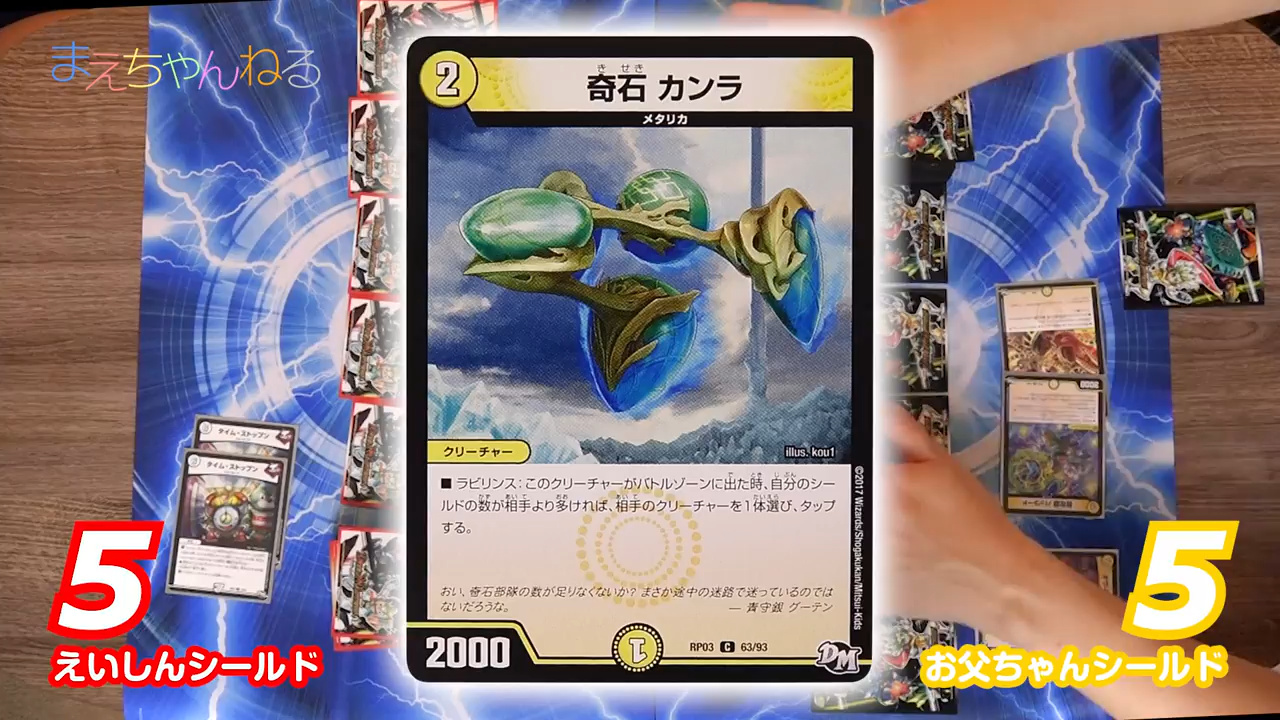 まえちゃんねる
2
きせき
奇石 カンラ
メタリカ
クリーチャー
illus. kou1
■ ラビリンス：このクリーチャーがバトルゾーンに出た時、自分のシー
ルドの数が相手より多ければ、相手のクリーチャーを1体選び、タップ
する。
おい、奇石部隊の数が足りなくないか？まさか途中の迷路で迷っているのでは
ないだろうな。
— 青守銀 グーテン
2000
1
RP03 C 63/93
DM
©2017 Wizards/Shogakukan/Mitsui-Kids
タイム・ストップン
タイム・ストップン
5
えいしんシールド
5
お父ちゃんシールド